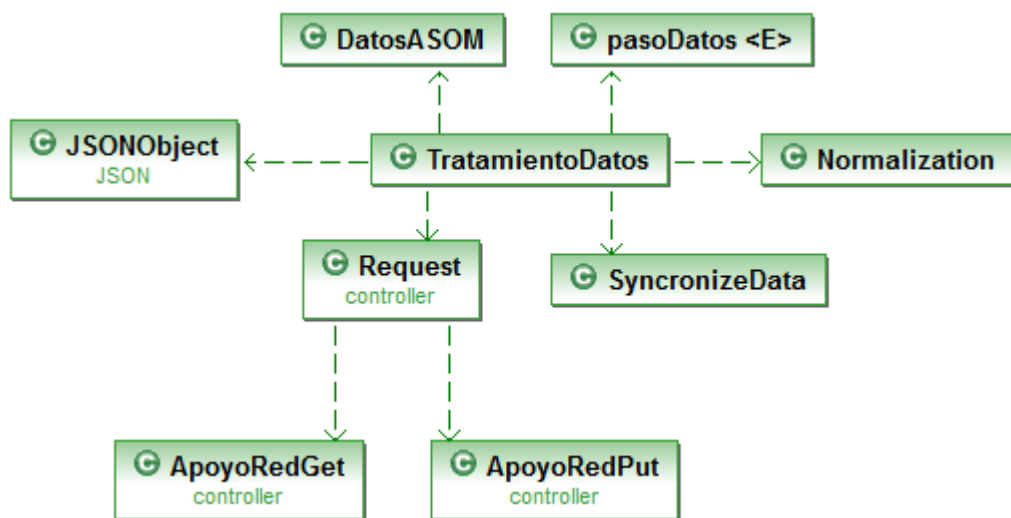 DatosASOM
pasoDatos <E>
JSONObject
JSON
TratamientoDatos
Normalization
Request
controller
SyncronizeData
ApoyoRedGet
controller
ApoyoRedPut
controller